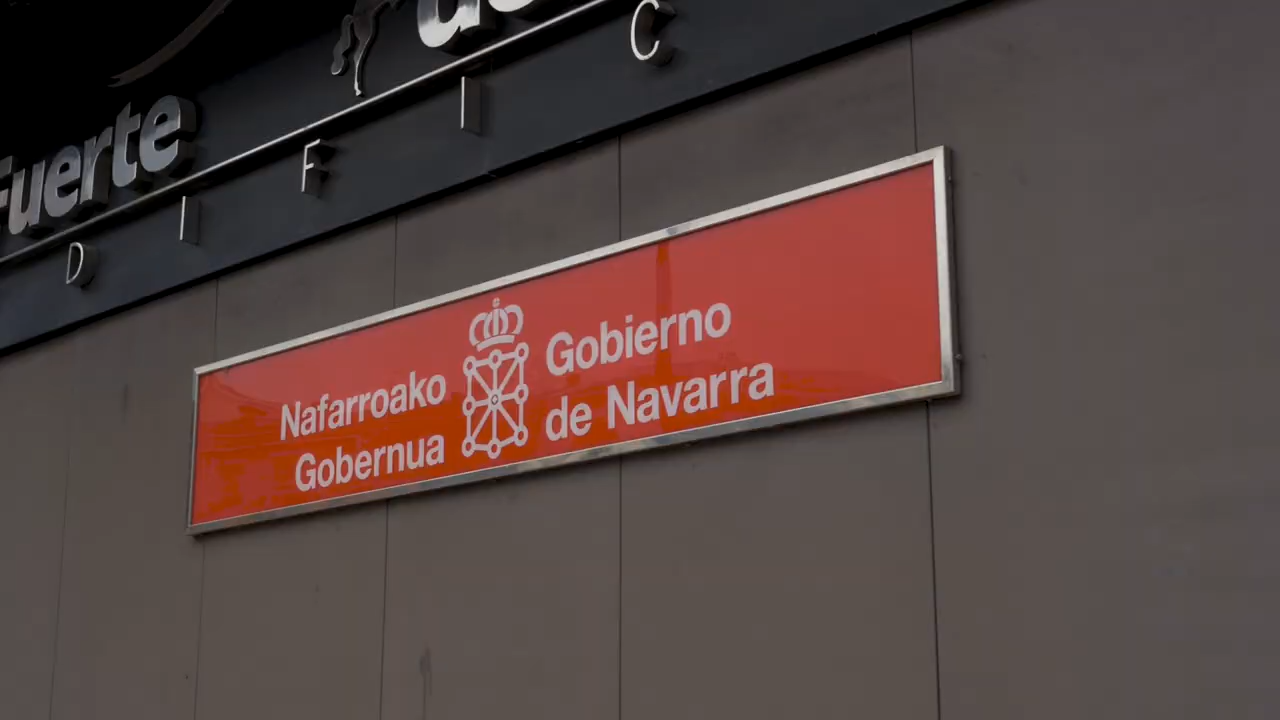 Fuerte
D I F I C
Nafarroako
Gobernua
Gobierno
de Navarra